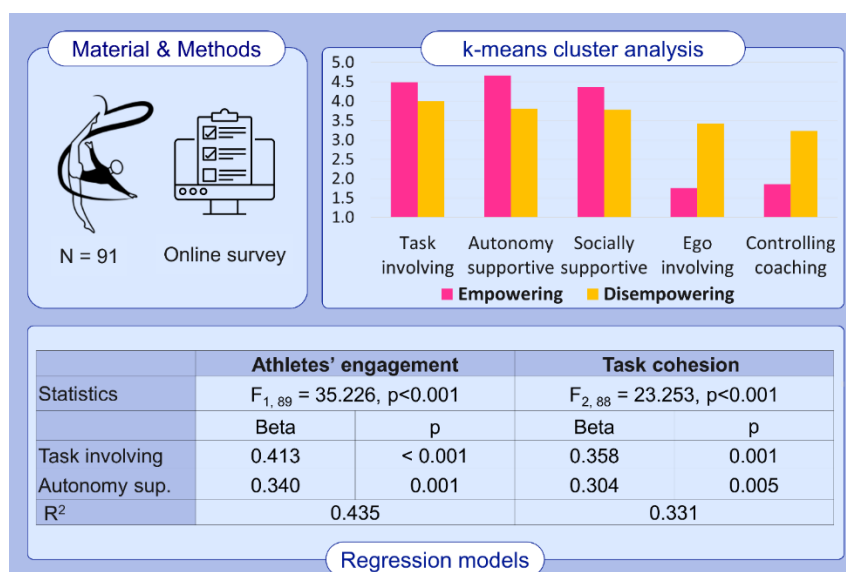 Material & Methods
N = 91
Online survey
k-means cluster analysis
5.0
4.5
4.0
3.5
3.0
2.5
2.0
1.5
1.0
Task involving
Autonomy supportive
Socially supportive
Ego involving
Controlling coaching
Empowering
Disempowering
Athletes' engagement Task cohesion
Statistics F1, 89 = 35.226, p<0.001 F2, 88 = 23.253, p<0.001
Beta p Beta p
Task involving 0.413 < 0.001 0.358 0.001
Autonomy sup. 0.340 0.001 0.304 0.005
R² 0.435 0.331
Regression models